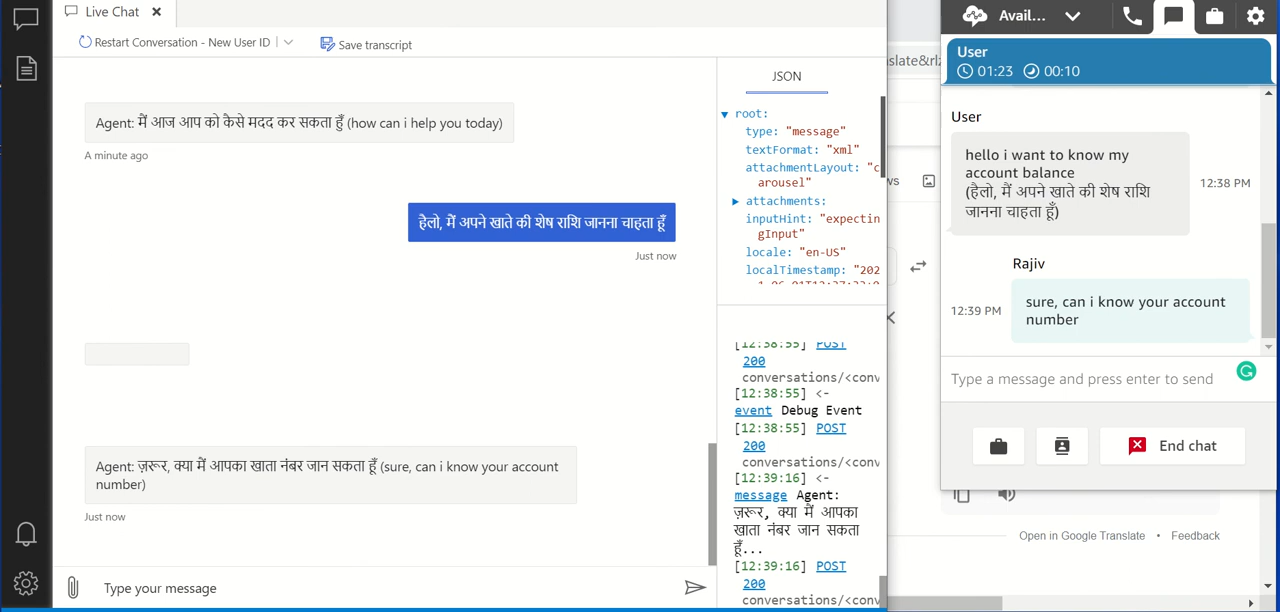 Live Chat
Restart Conversation - New User ID
Save transcript
Agent: मैं आज आप को कैसे मदद कर सकता हूँ (how can i help you today)
A minute ago
हैलो, मैं अपने खाते की शेष राशि जानना चाहता हूँ
Just now
Agent: ज़रूर, क्या मैं आपका खाता नंबर जान सकता हूँ (sure, can i know your account
number)
Just now
Type your message
JSON
root:
type: "message"
textFormat: "xml"
attachmentLayout: "c
arousel"
attachments:
inputHint: "expectin
gInput"
locale: "en-US"
localTimestamp: "202
[12:38:55] POST
200
conversations/<conv
[12:38:55] <-
event Debug Event
[12:38:55] POST
200
conversations/<conv
[12:39:16] <-
message Agent:
ज़रूर, क्या मैं आपका
खाता नंबर जान सकता
हूँ...
[12:39:16] POST
200
conversations/<conv
slate&rlz
ws
Avail...
User
01:23 00:10
User
hello i want to know my
account balance
(हैलो, मैं अपने खाते की शेष राशि
जानना चाहता हूँ)
12:38 PM
Rajiv
12:39 PM
sure, can i know your account
number
Type a message and press enter to send
End chat
Open in Google Translate • Feedback